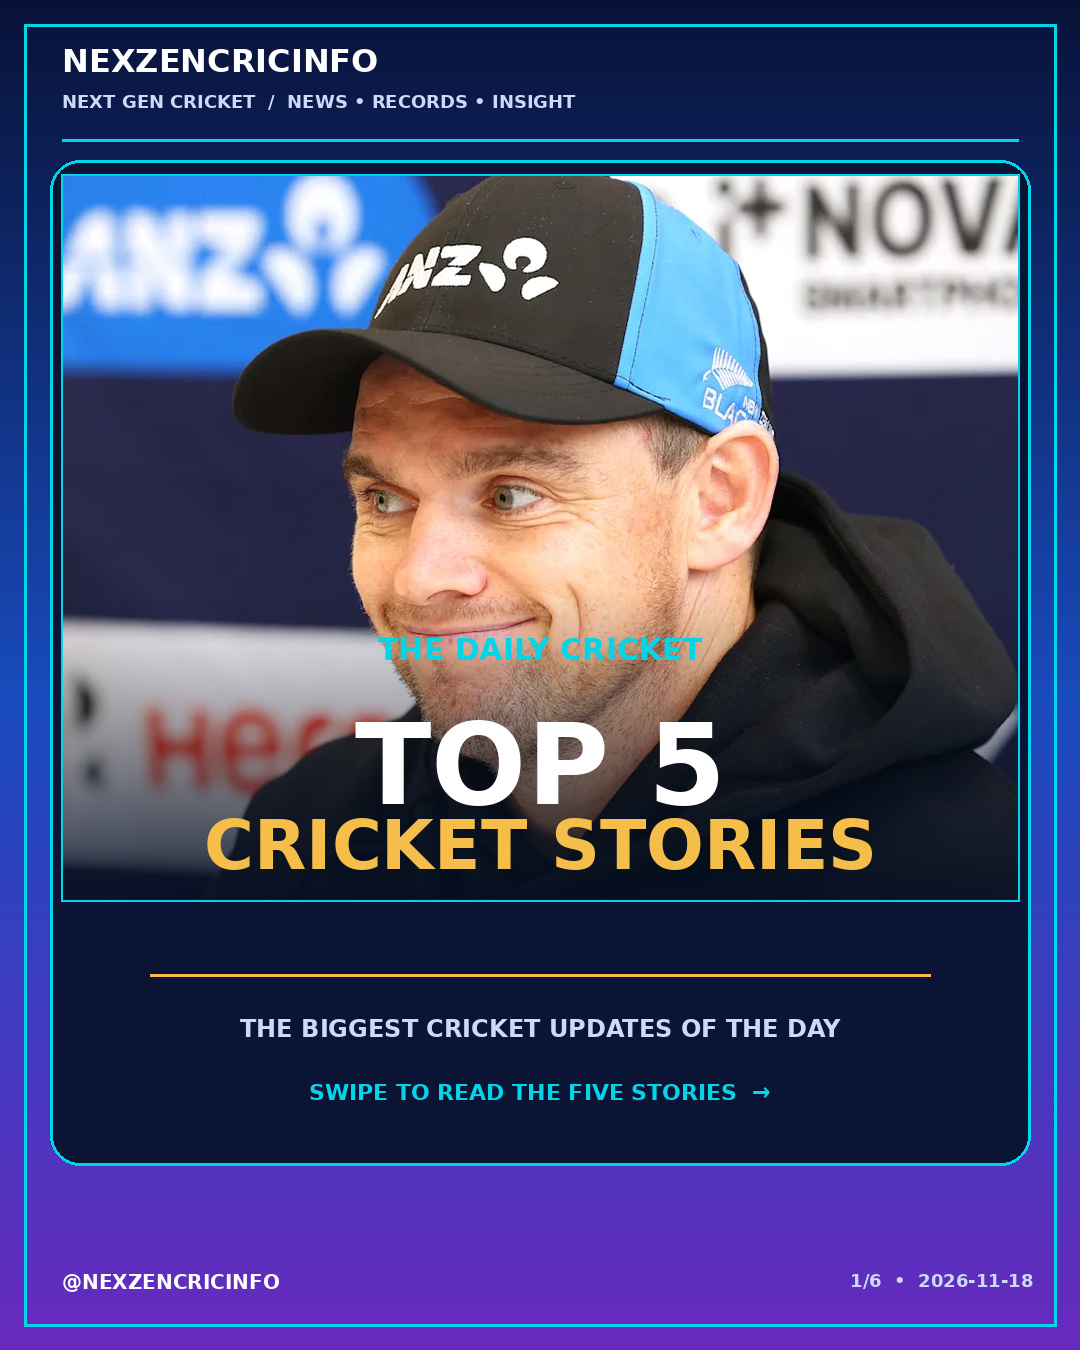 NEXZENCRICINFO
NEXT GEN CRICKET / NEWS • RECORDS • INSIGHT
ANZ
NOVA
ANZ
THE DAILY CRICKET
TOP 5
CRICKET STORIES
THE BIGGEST CRICKET UPDATES OF THE DAY
SWIPE TO READ THE FIVE STORIES →
@NEXZENCRICINFO
1/6 • 2026-11-18